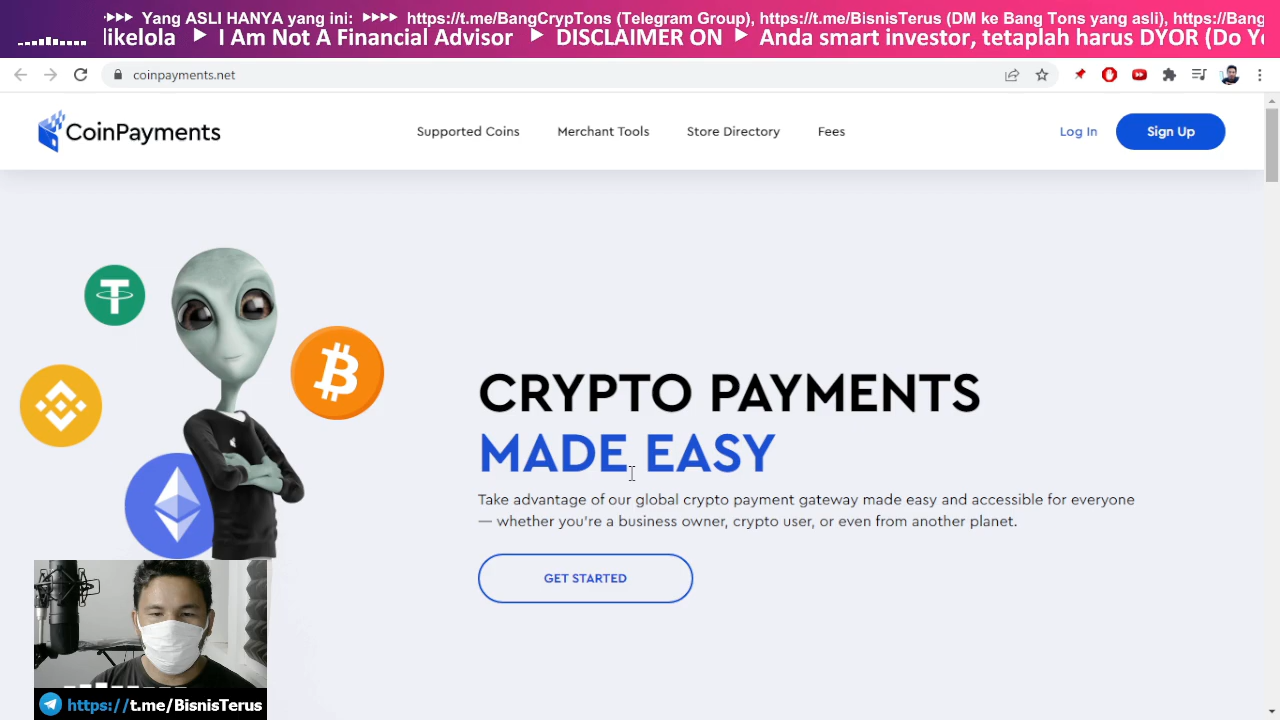 ▸▸▸ Yang ASLI HANYA yang ini: ▸▸▸▸ https://t.me/BangCrypTons (Telegram Group), https://t.me/BisnisTerus (DM ke Bang Tons yang asli), https://Bang
likelola ▶ I Am Not A Financial Advisor ▶ DISCLAIMER ON ▶ Anda smart investor, tetaplah harus DYOR (Do Yo
coinpayments.net
CoinPayments
Supported Coins Merchant Tools Store Directory Fees
Log In Sign Up
CRYPTO PAYMENTS
MADE EASY
Take advantage of our global crypto payment gateway made easy and accessible for everyone
— whether you're a business owner, crypto user, or even from another planet.
GET STARTED
https://t.me/BisnisTerus